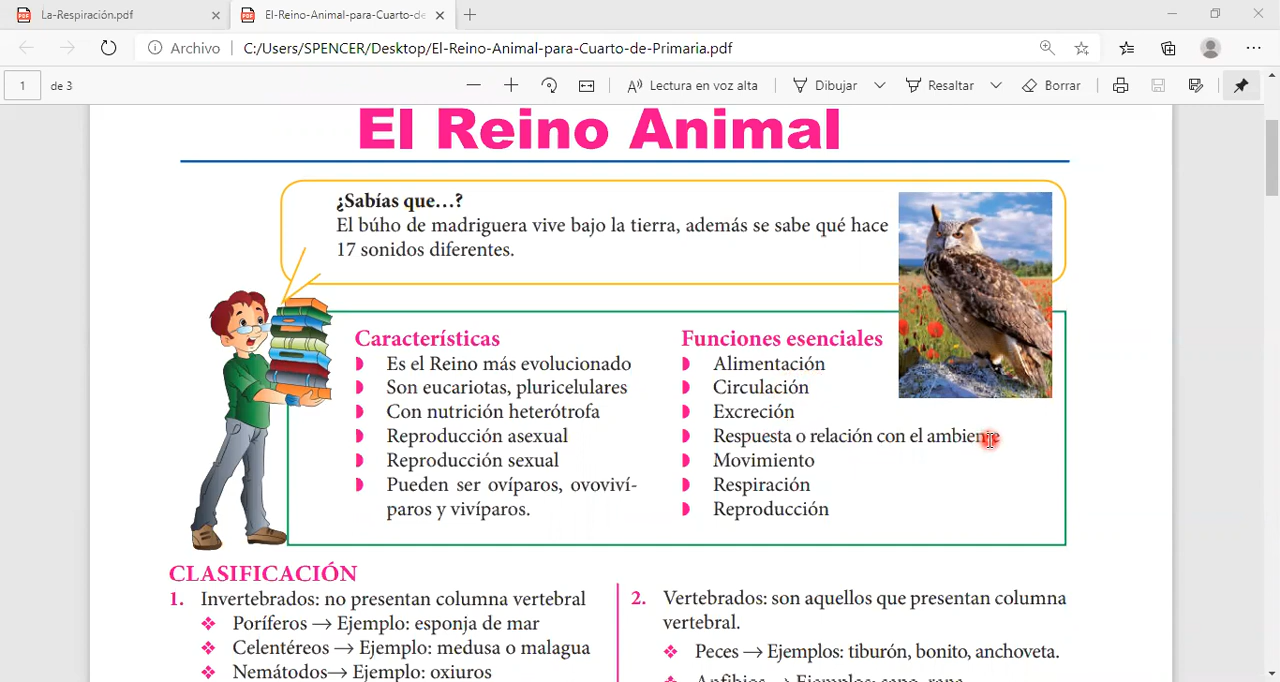 La-Respiración.pdf
El-Reino-Animal-para-Cuarto-de-
Archivo
C:/Users/SPENCER/Desktop/El-Reino-Animal-para-Cuarto-de-Primaria.pdf
1
de 3
Lectura en voz alta
Dibujar
Resaltar
Borrar
El Reino Animal
¿Sabías que…?
El búho de madriguera vive bajo la tierra, además se sabe qué hace
17 sonidos diferentes.
Características
Es el Reino más evolucionado
Son eucariotas, pluricelulares
Con nutrición heterótrofa
Reproducción asexual
Reproducción sexual
Pueden ser ovíparos, ovoviví-
paros y vivíparos.
Funciones esenciales
Alimentación
Circulación
Excreción
Respuesta o relación con el ambiente
Movimiento
Respiración
Reproducción
CLASIFICACIÓN
1. Invertebrados: no presentan columna vertebral
❖ Poríferos → Ejemplo: esponja de mar
❖ Celentéreos → Ejemplo: medusa o malagua
❖ Nemátodos→ Ejemplo: oxiuros
2. Vertebrados: son aquellos que presentan columna
vertebral.
❖ Peces → Ejemplos: tiburón, bonito, anchoveta.
❖ Anfibios → Ejemplos: sapo, rana